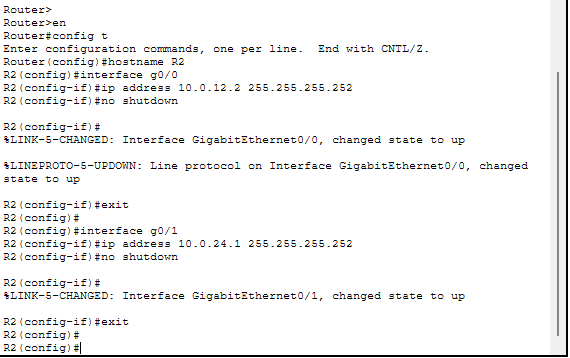 Router>
Router>en
Router#config t
Enter configuration commands, one per line.  End with CNTL/Z.
Router(config)#hostname R2
R2(config)#interface g0/0
R2(config-if)#ip address 10.0.12.2 255.255.255.252
R2(config-if)#no shutdown

R2(config-if)#
%LINK-5-CHANGED: Interface GigabitEthernet0/0, changed state to up

%LINEPROTO-5-UPDOWN: Line protocol on Interface GigabitEthernet0/0, changed
state to up

R2(config-if)#exit
R2(config)#
R2(config)#interface g0/1
R2(config-if)#ip address 10.0.24.1 255.255.255.252
R2(config-if)#no shutdown

R2(config-if)#
%LINK-5-CHANGED: Interface GigabitEthernet0/1, changed state to up

R2(config-if)#exit
R2(config)#
R2(config)#